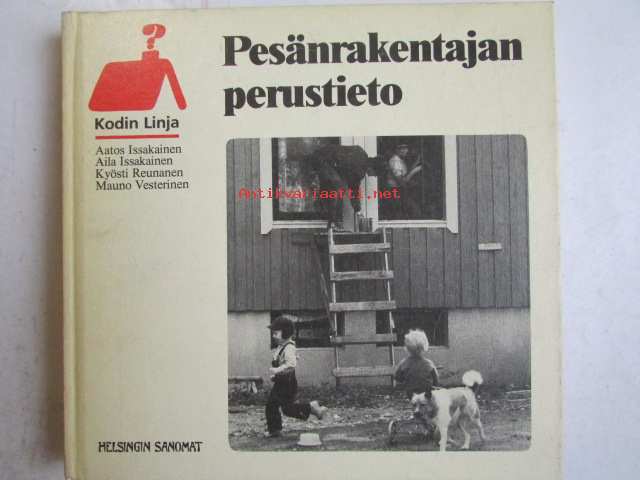 Pesänrakentajan
perustieto
?
Kodin Linja
Aatos Issakainen
Aila Issakainen
Kyösti Reunanen
Mauno Vesterinen
Antikvariaatti.net
HELSINGIN SANOMAT